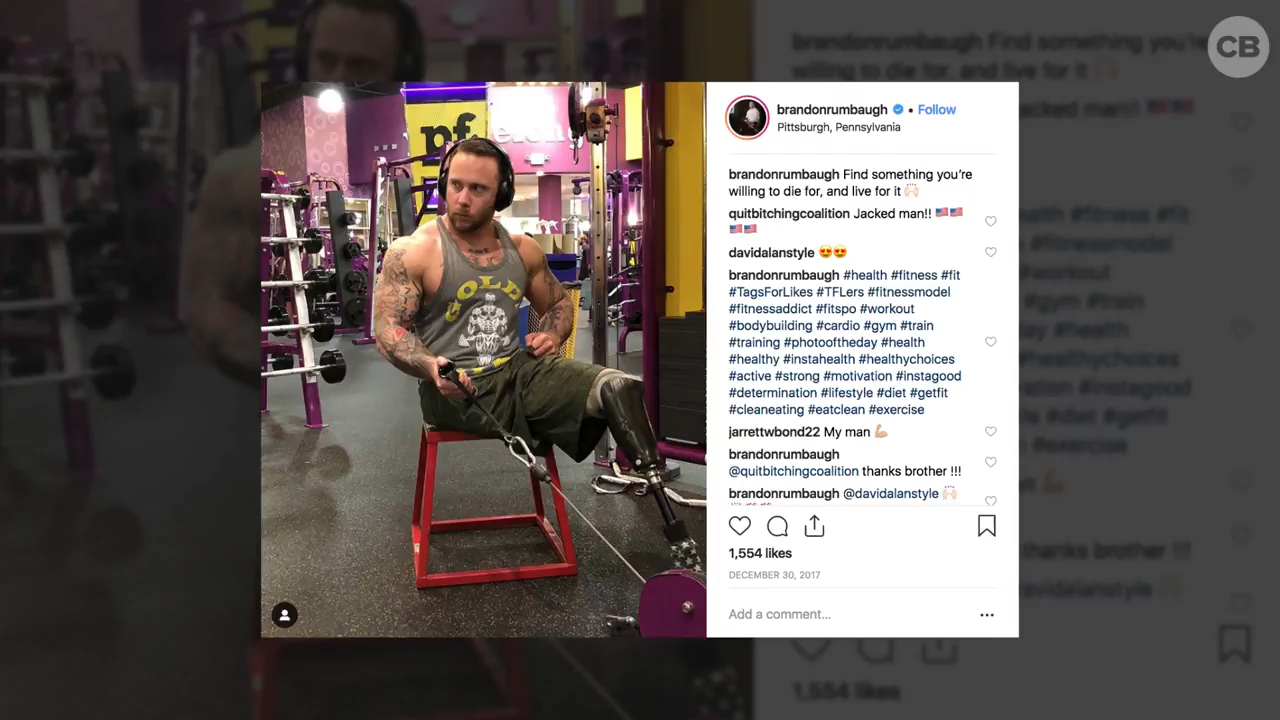 CB
pf
GOLD
brandonrumbaugh • Follow
Pittsburgh, Pennsylvania
brandonrumbaugh Find something you're
willing to die for, and live for it 🙌🏻
quitbitchingcoalition Jacked man!! 🇺🇸🇺🇸
🇺🇸🇺🇸
davidalanstyle 😍😍
brandonrumbaugh #health #fitness #fit
#TagsForLikes #TFLers #fitnessmodel
#fitnessaddict #fitspo #workout
#bodybuilding #cardio #gym #train
#training #photooftheday #health
#healthy #instahealth #healthychoices
#active #strong #motivation #instagood
#determination #lifestyle #diet #getfit
#cleaneating #eatclean #exercise
jarrettwbond22 My man 💪🏼
brandonrumbaugh
@quitbitchingcoalition thanks brother !!!
brandonrumbaugh @davidalanstyle 🙌🏻
1,554 likes
DECEMBER 30, 2017
Add a comment...